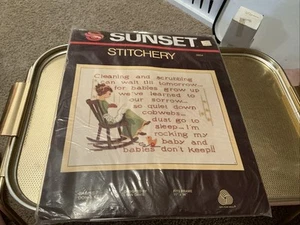 SUNSET
STITCHERY
Cleaning and scrubbing
can wait till tomorrow...
for babies grow up
we've learned to
our sorrow...
so quiet down
cobwebs...
dust go to
sleep... i'm
rocking my
baby and
babies don't keep!!